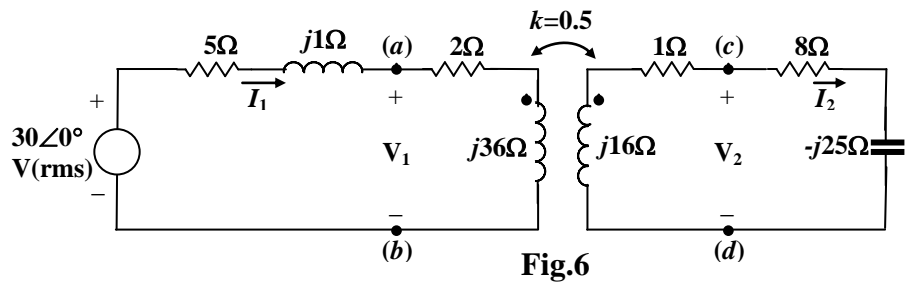 k=0.5
5Ω j1Ω (a) 2Ω 1Ω (c) 8Ω
I₁ I₂
+ + +
30∠0°
V(rms) V₁ j36Ω j16Ω V₂ -j25Ω
− − −
(b) (d)
Fig.6